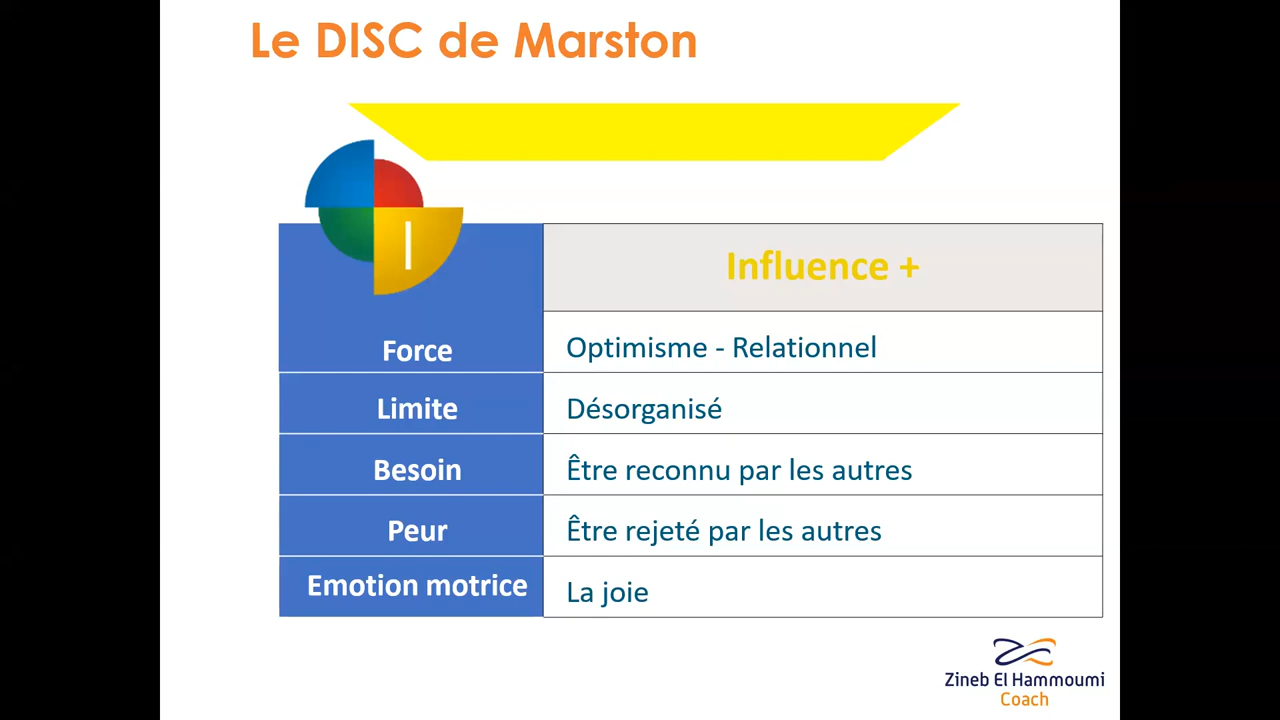 Le DISC de Marston
I
Influence +
Force
Optimisme - Relationnel
Limite
Désorganisé
Besoin
Être reconnu par les autres
Peur
Être rejeté par les autres
Emotion motrice
La joie
Zineb El Hammoumi
Coach